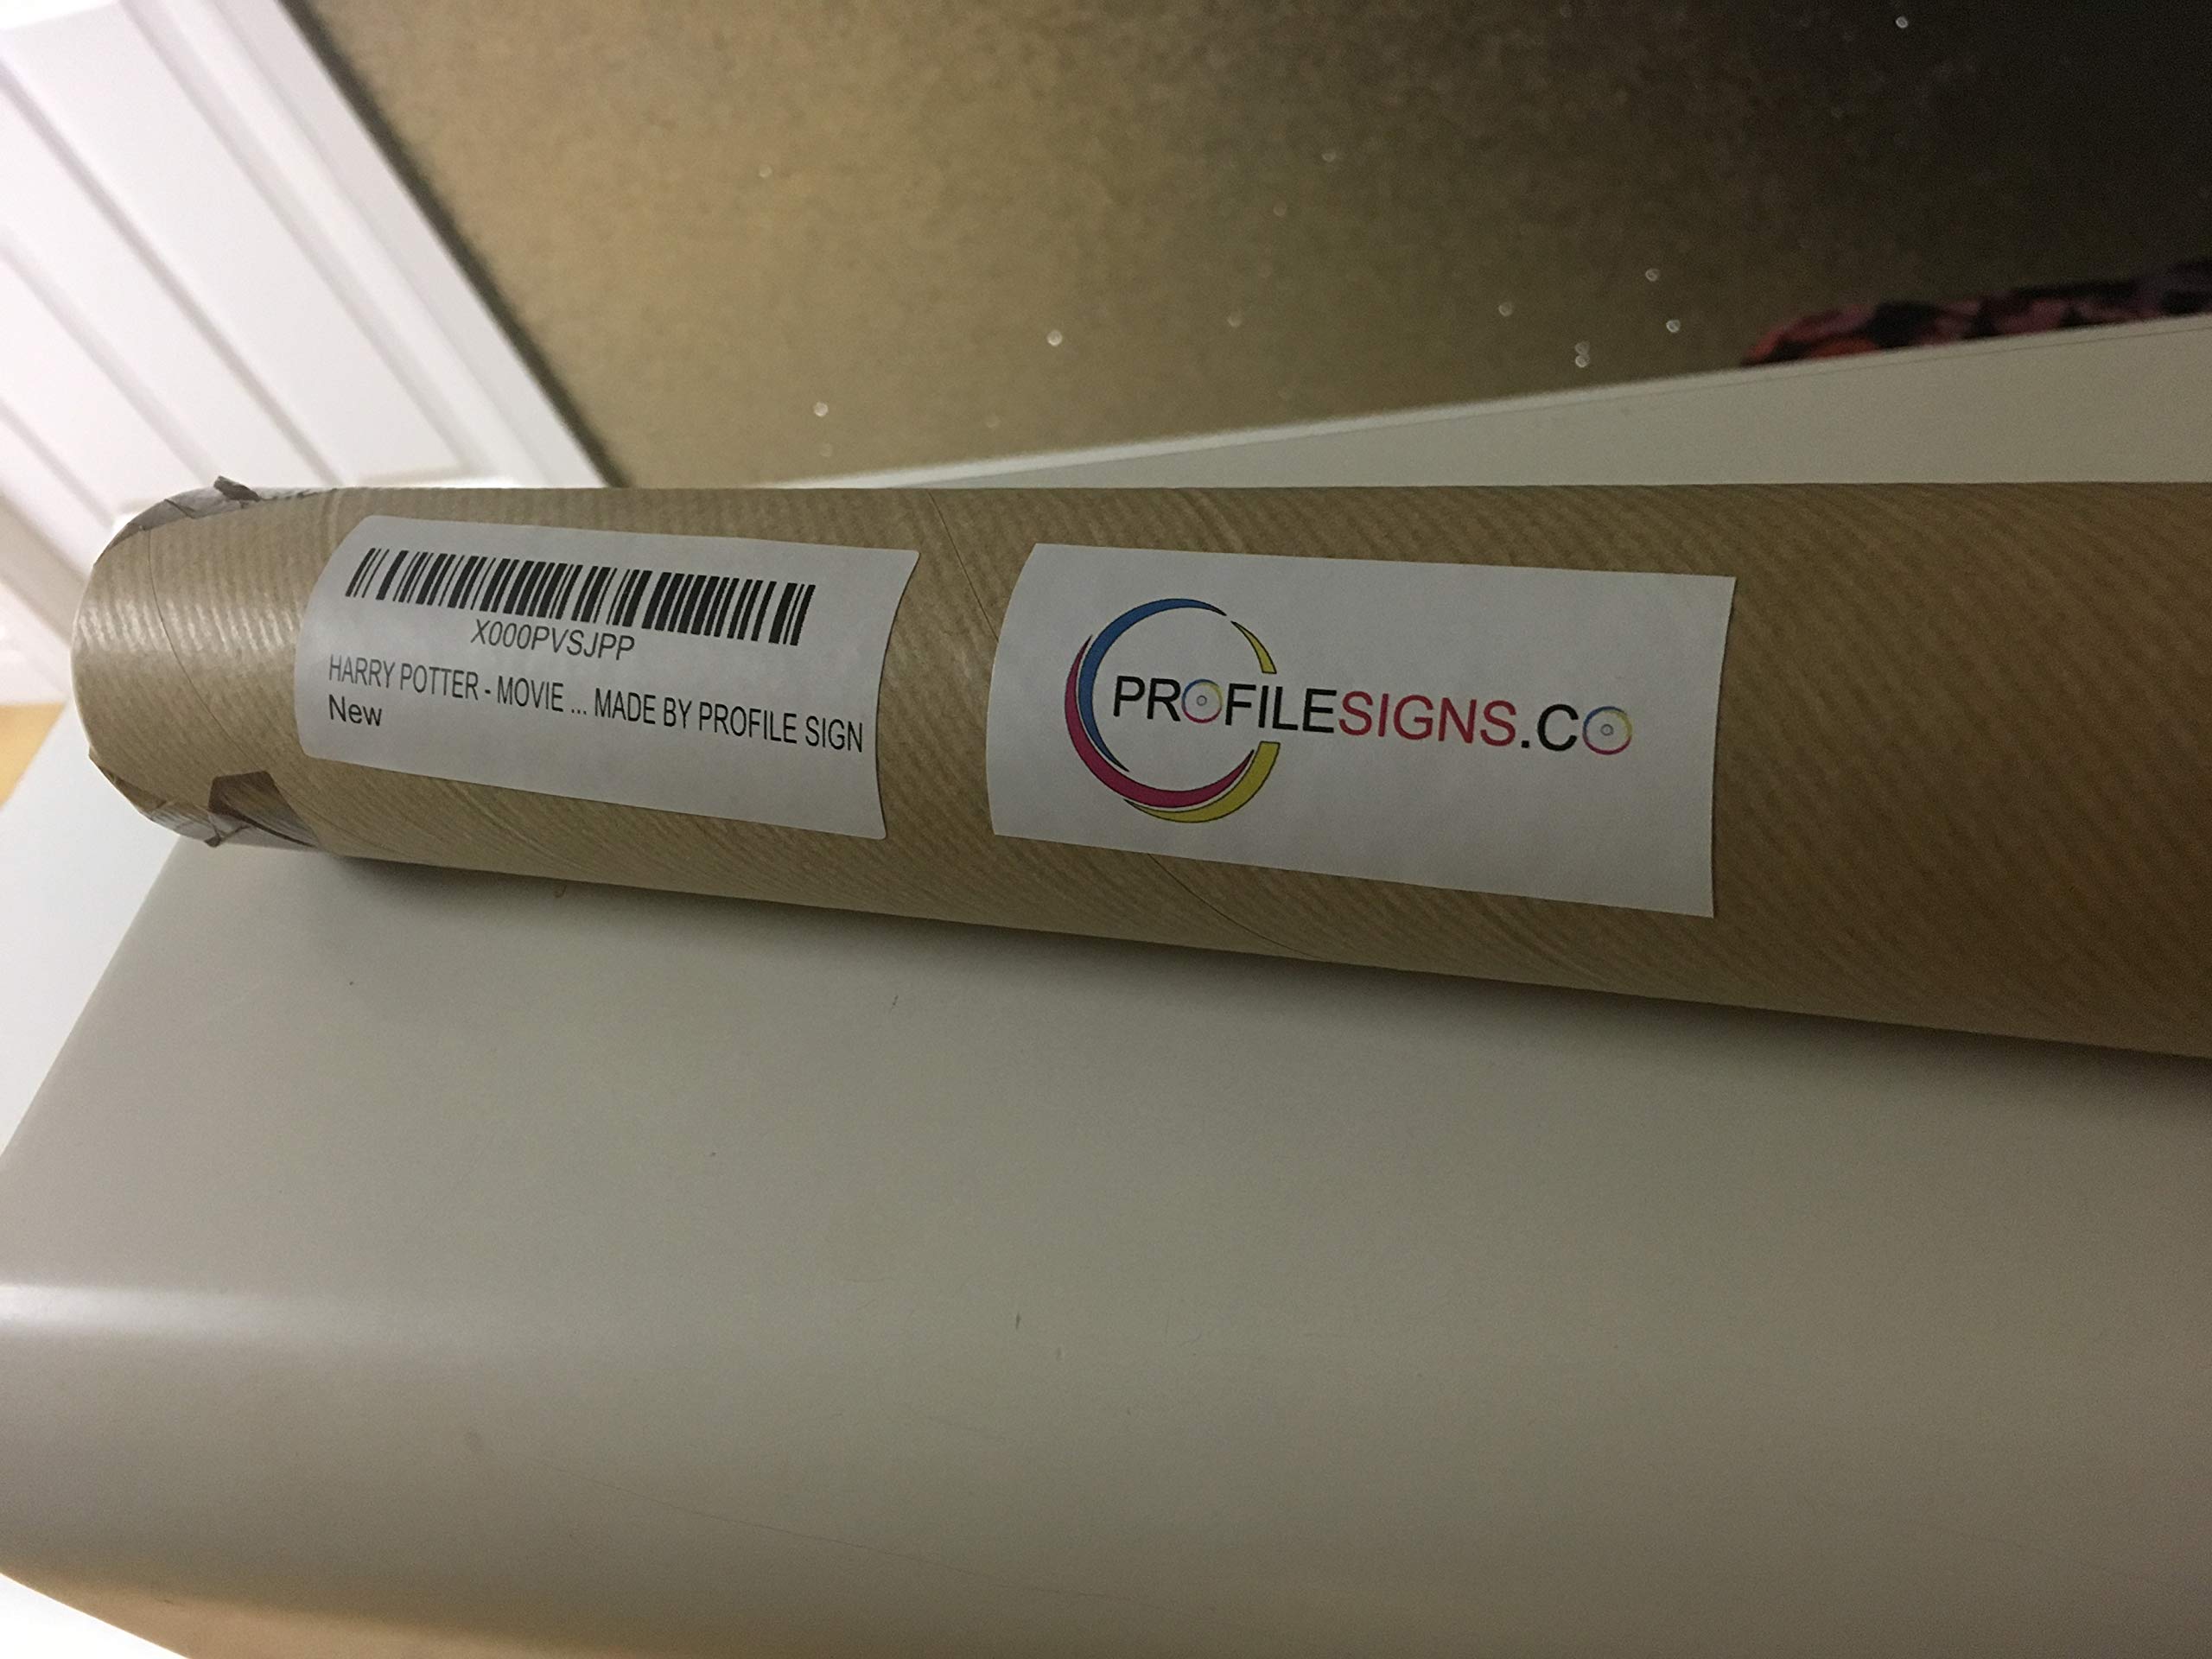 X000PVSJPP
HARRY POTTER - MOVIE ... MADE BY PROFILE SIGN
New
PROFILESIGNS.CO